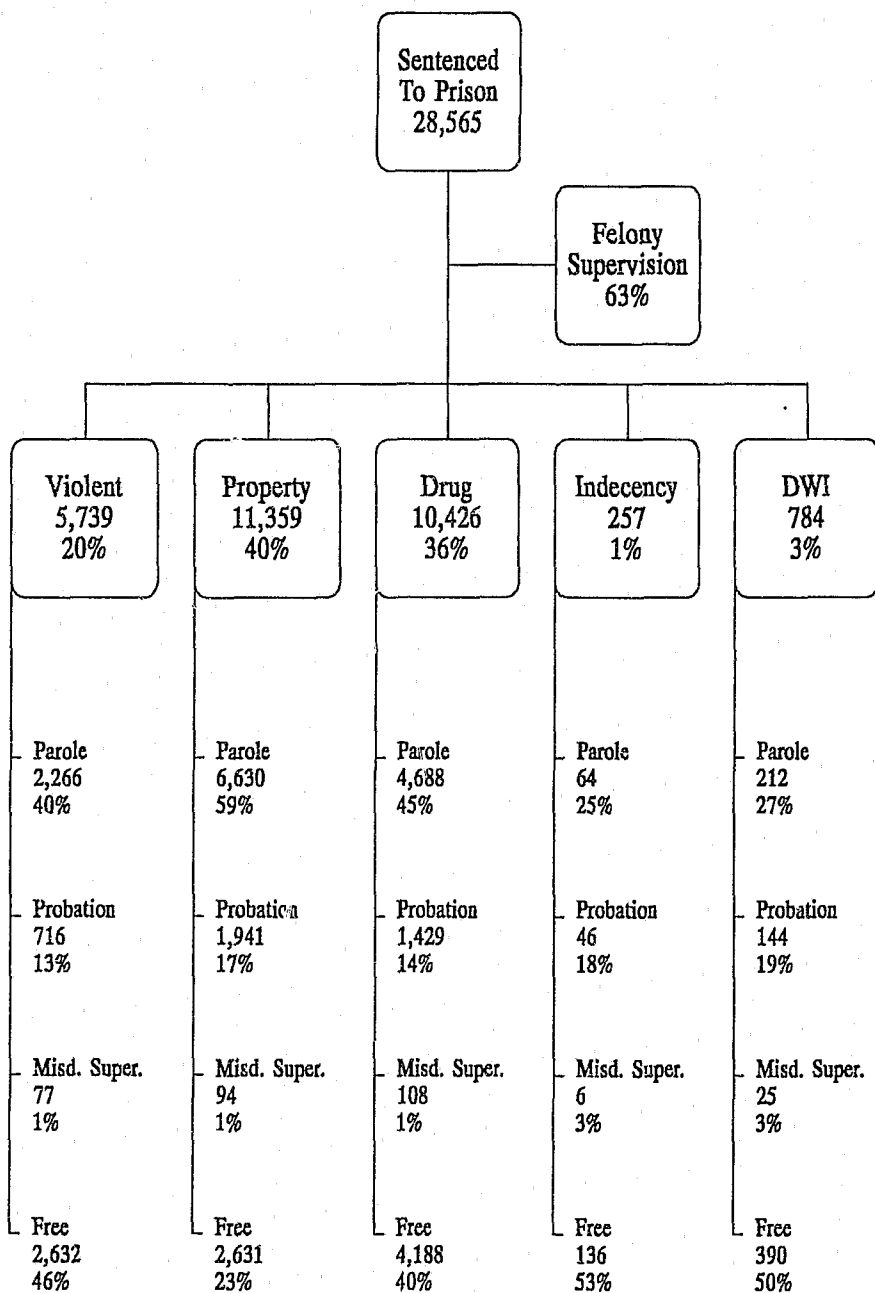 Sentenced
To Prison
28,565
Felony
Supervision
63%
Violent
5,739
20%
Property
11,359
40%
Drug
10,426
36%
Indecency
257
1%
DWI
784
3%
Parole
2,266
40%
Parole
6,630
59%
Parole
4,688
45%
Parole
64
25%
Parole
212
27%
Probation
716
13%
Probation
1,941
17%
Probation
1,429
14%
Probation
46
18%
Probation
144
19%
Misd. Super.
77
1%
Misd. Super.
94
1%
Misd. Super.
108
1%
Misd. Super.
6
3%
Misd. Super.
25
3%
Free
2,632
46%
Free
2,631
23%
Free
4,188
40%
Free
136
53%
Free
390
50%